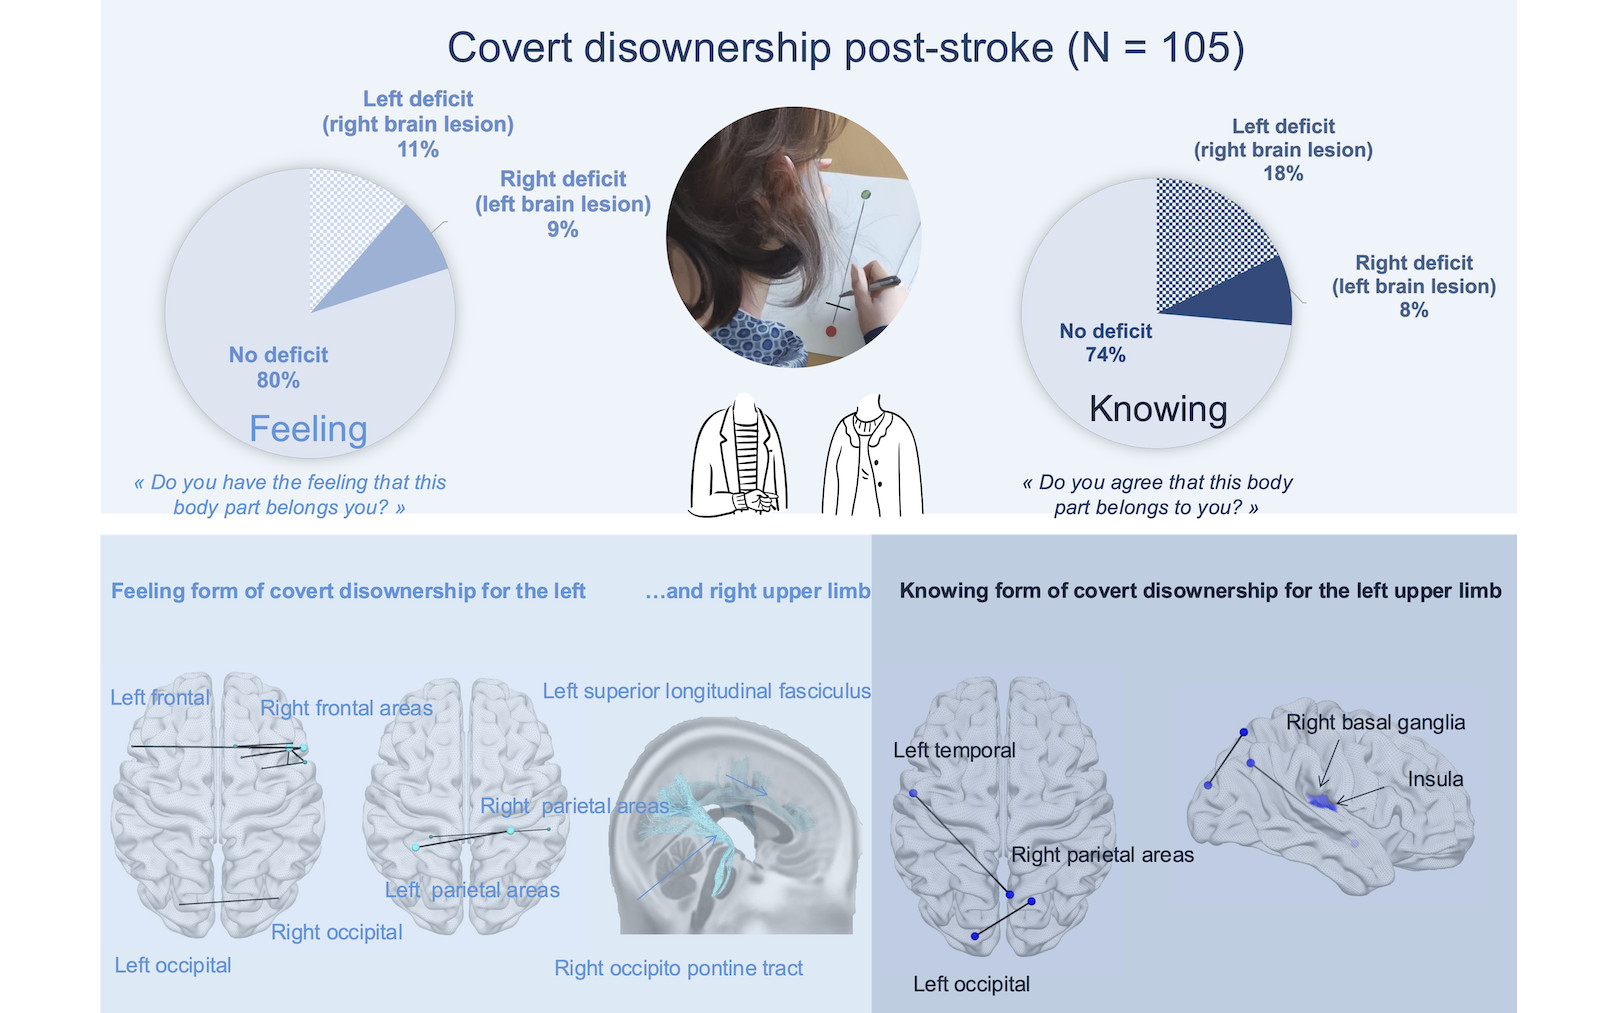 Covert disownership post-stroke (N = 105)
Left deficit
(right brain lesion)
11%
Right deficit
(left brain lesion)
9%
No deficit
80%
Feeling
« Do you have the feeling that this
body part belongs you? »
Left deficit
(right brain lesion)
18%
Right deficit
(left brain lesion)
8%
No deficit
74%
Knowing
« Do you agree that this body
part belongs to you? »
Feeling form of covert disownership for the left
...and right upper limb
Knowing form of covert disownership for the left upper limb
Left frontal
Right frontal areas
Left superior longitudinal fasciculus
Right parietal areas
Left parietal areas
Right occipital
Left occipital
Right occipito pontine tract
Left temporal
Right parietal areas
Left occipital
Right basal ganglia
Insula